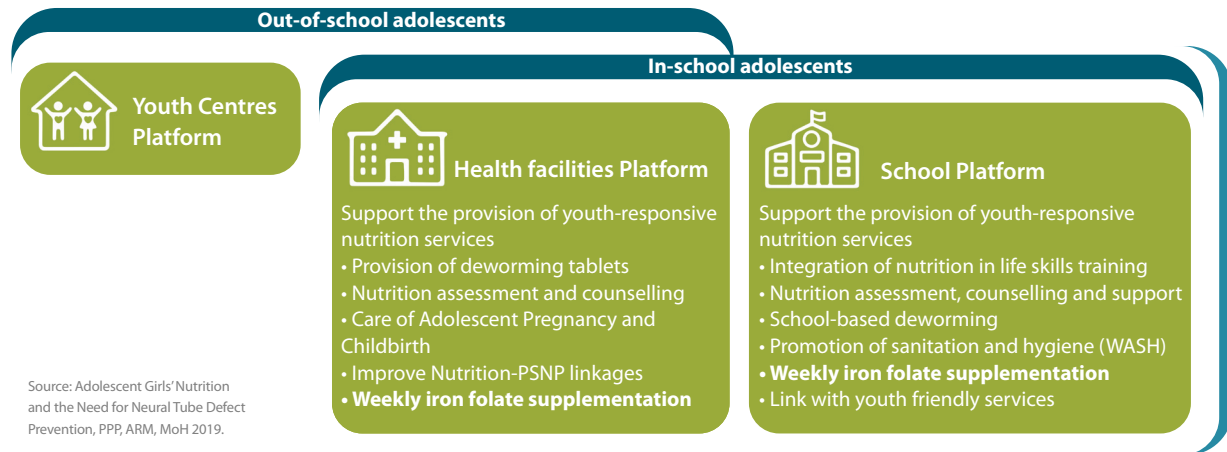 Out-of-school adolescents
In-school adolescents
Youth Centres
Platform
Health facilities Platform
Support the provision of youth-responsive
nutrition services
• Provision of deworming tablets
• Nutrition assessment and counselling
• Care of Adolescent Pregnancy and
Childbirth
• Improve Nutrition-PSNP linkages
• Weekly iron folate supplementation
School Platform
Support the provision of youth-responsive
nutrition services
• Integration of nutrition in life skills training
• Nutrition assessment, counselling and support
• School-based deworming
• Promotion of sanitation and hygiene (WASH)
• Weekly iron folate supplementation
• Link with youth friendly services
Source: Adolescent Girls’ Nutrition
and the Need for Neural Tube Defect
Prevention, PPP, ARM, MoH 2019.